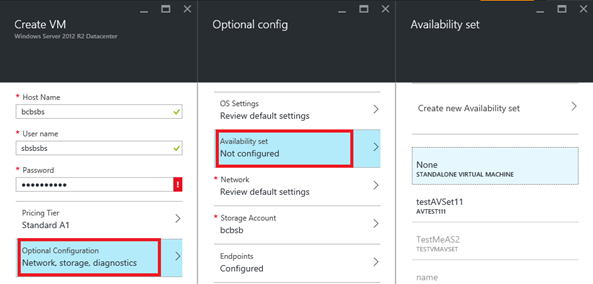 Create VM
Windows Server 2012 R2 Datacenter
* Host Name
bcbsbs
* User name
sbsbsbs
* Password
••••••••••
!
Pricing Tier
Standard A1
Optional Configuration
Network, storage, diagnostics
Optional config
OS Settings
Review default settings
Availability set
Not configured
* Network
Review default settings
* Storage Account
bcbsb
Endpoints
Configured
Availability set
Create new Availability set
None
STANDALONE VIRTUAL MACHINE
testAVSet11
AVTEST111
TestMeAS2
TESTVMAVSET
name